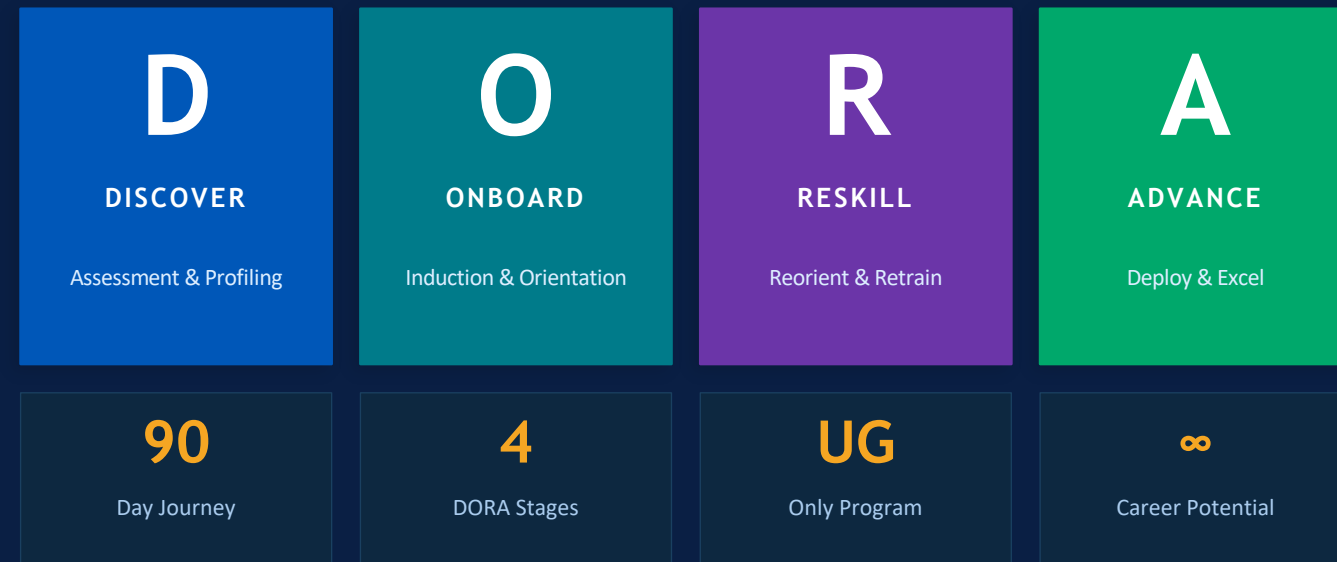 D
DISCOVER
Assessment & Profiling
O
ONBOARD
Induction & Orientation
R
RESKILL
Reorient & Retrain
A
ADVANCE
Deploy & Excel
90
Day Journey
4
DORA Stages
UG
Only Program
∞
Career Potential